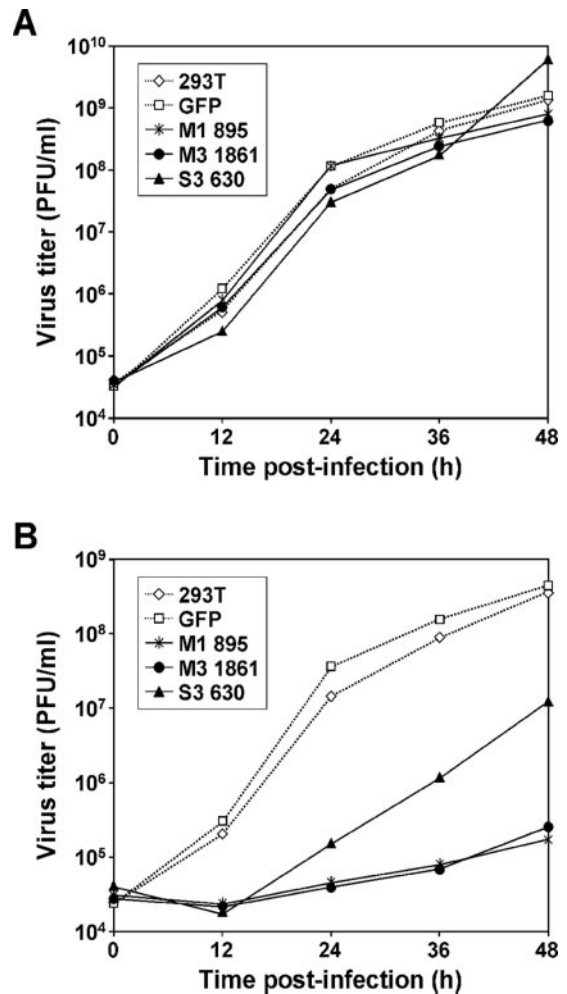 A
Virus titer (PFU/ml)
10^10
10^9
10^8
10^7
10^6
10^5
10^4
293T
GFP
M1 895
M3 1861
S3 630
0 12 24 36 48
Time post-infection (h)
B
Virus titer (PFU/ml)
10^9
10^8
10^7
10^6
10^5
10^4
293T
GFP
M1 895
M3 1861
S3 630
0 12 24 36 48
Time post-infection (h)